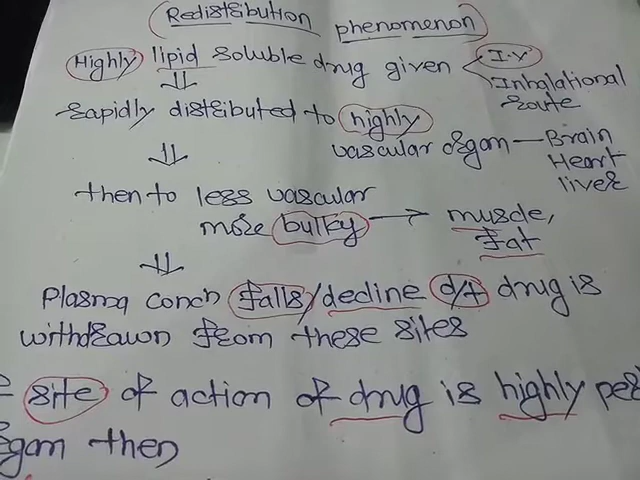 (Redistribution phenomenon)
Highly lipid soluble drug given I.V
Inhalational
route
rapidly distributed to highly
vascular organ — Brain
Heart
liver
then to less vascular
more bulky → muscle,
fat
Plasma concn falls/decline d/t drug is
withdrawn from these sites
site of action of drug is highly
then